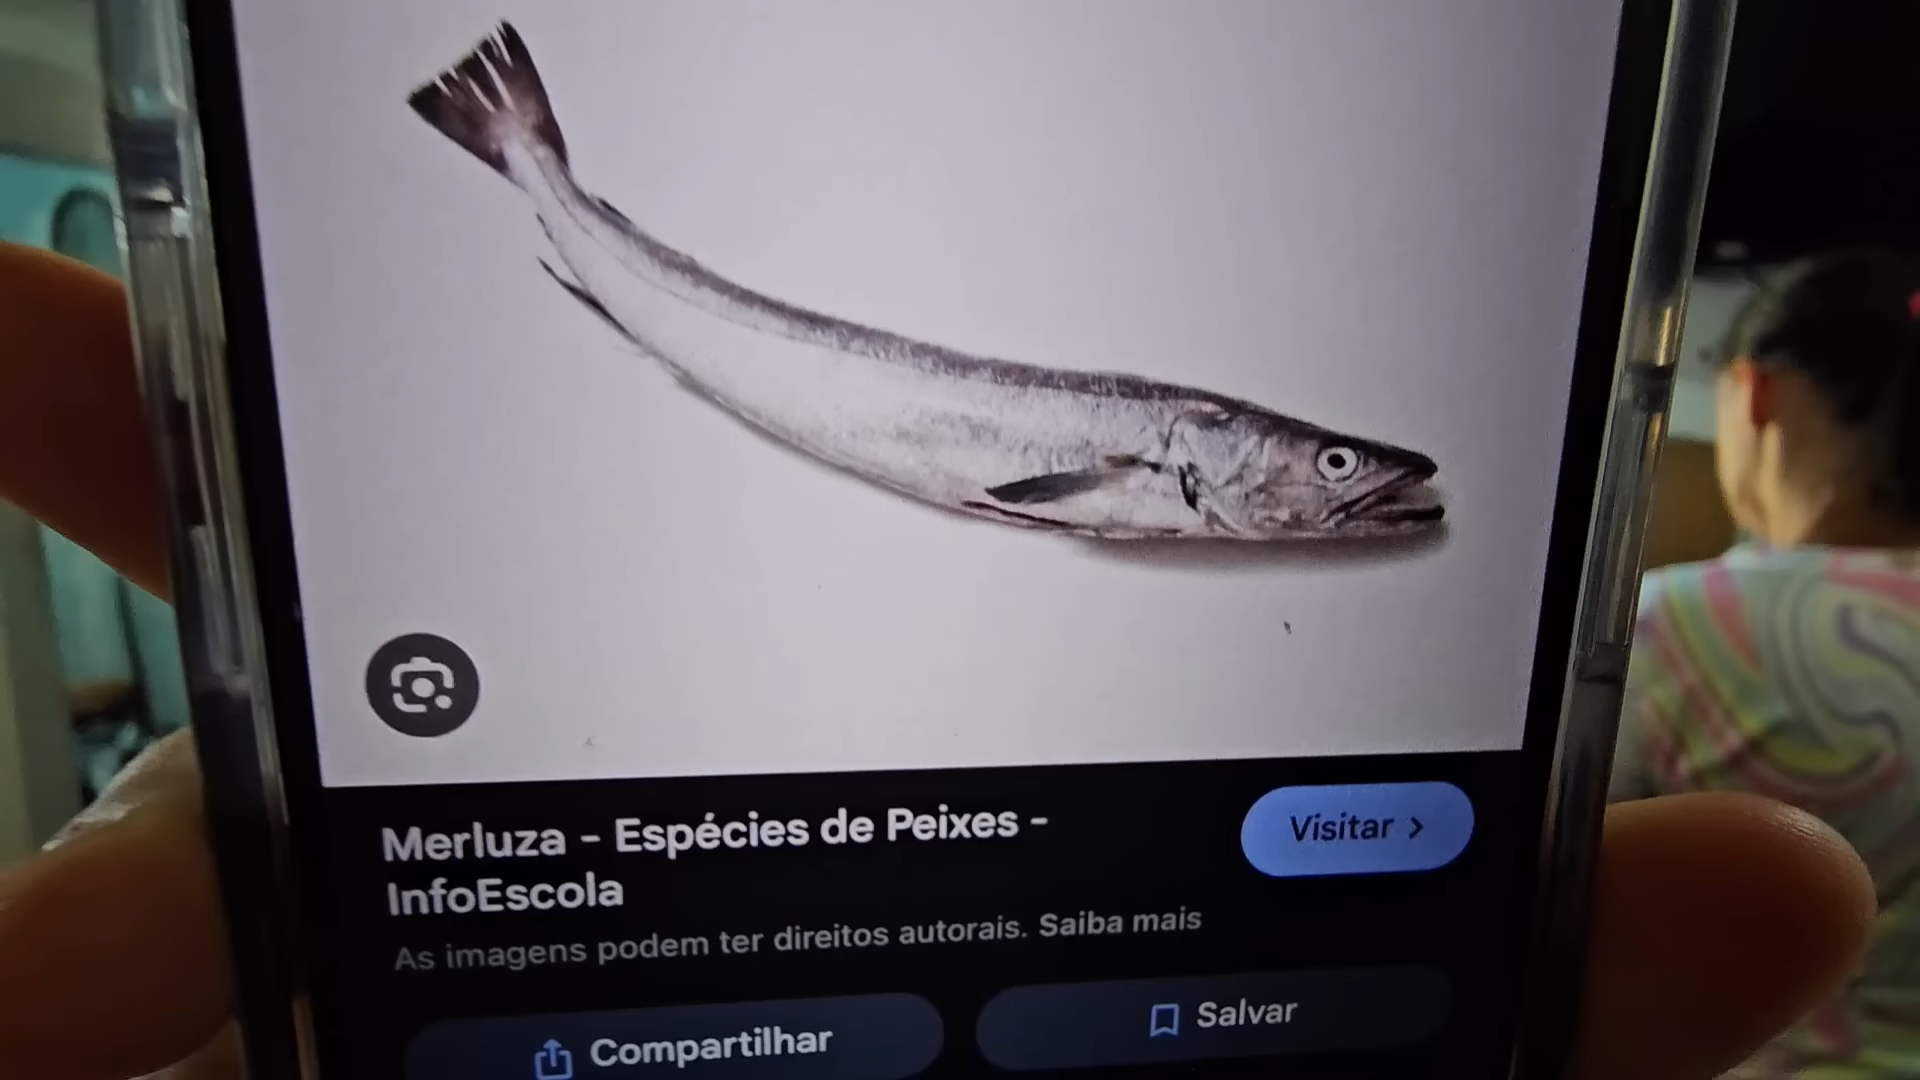 Merluza - Espécies de Peixes -
InfoEscola
Visitar >
As imagens podem ter direitos autorais. Saiba mais
Compartilhar
Salvar